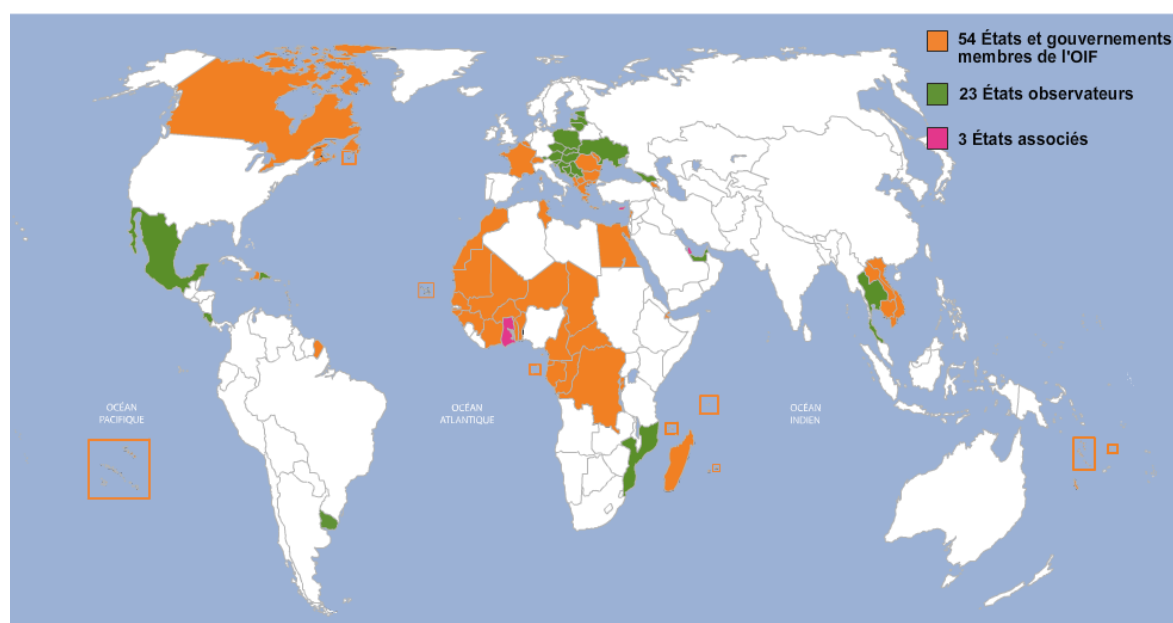 54 États et gouvernements
membres de l'OIF
23 États observateurs
3 États associés
OCÉAN
PACIFIQUE
OCÉAN
ATLANTIQUE
OCÉAN
INDIEN